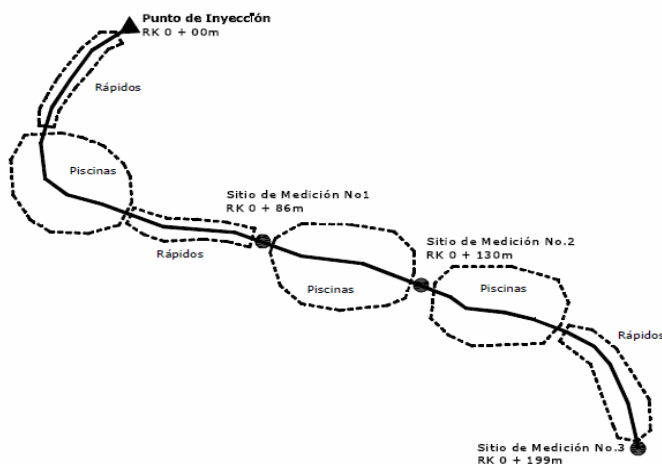 Punto de Inyección
RK 0 + 00m
Rápidos
Piscinas
Sitio de Medición No1
RK 0 + 86m
Rápidos
Sitio de Medición No.2
RK 0 + 130m
Piscinas
Piscinas
Rápidos
Sitio de Medición No.3
RK 0 + 199m